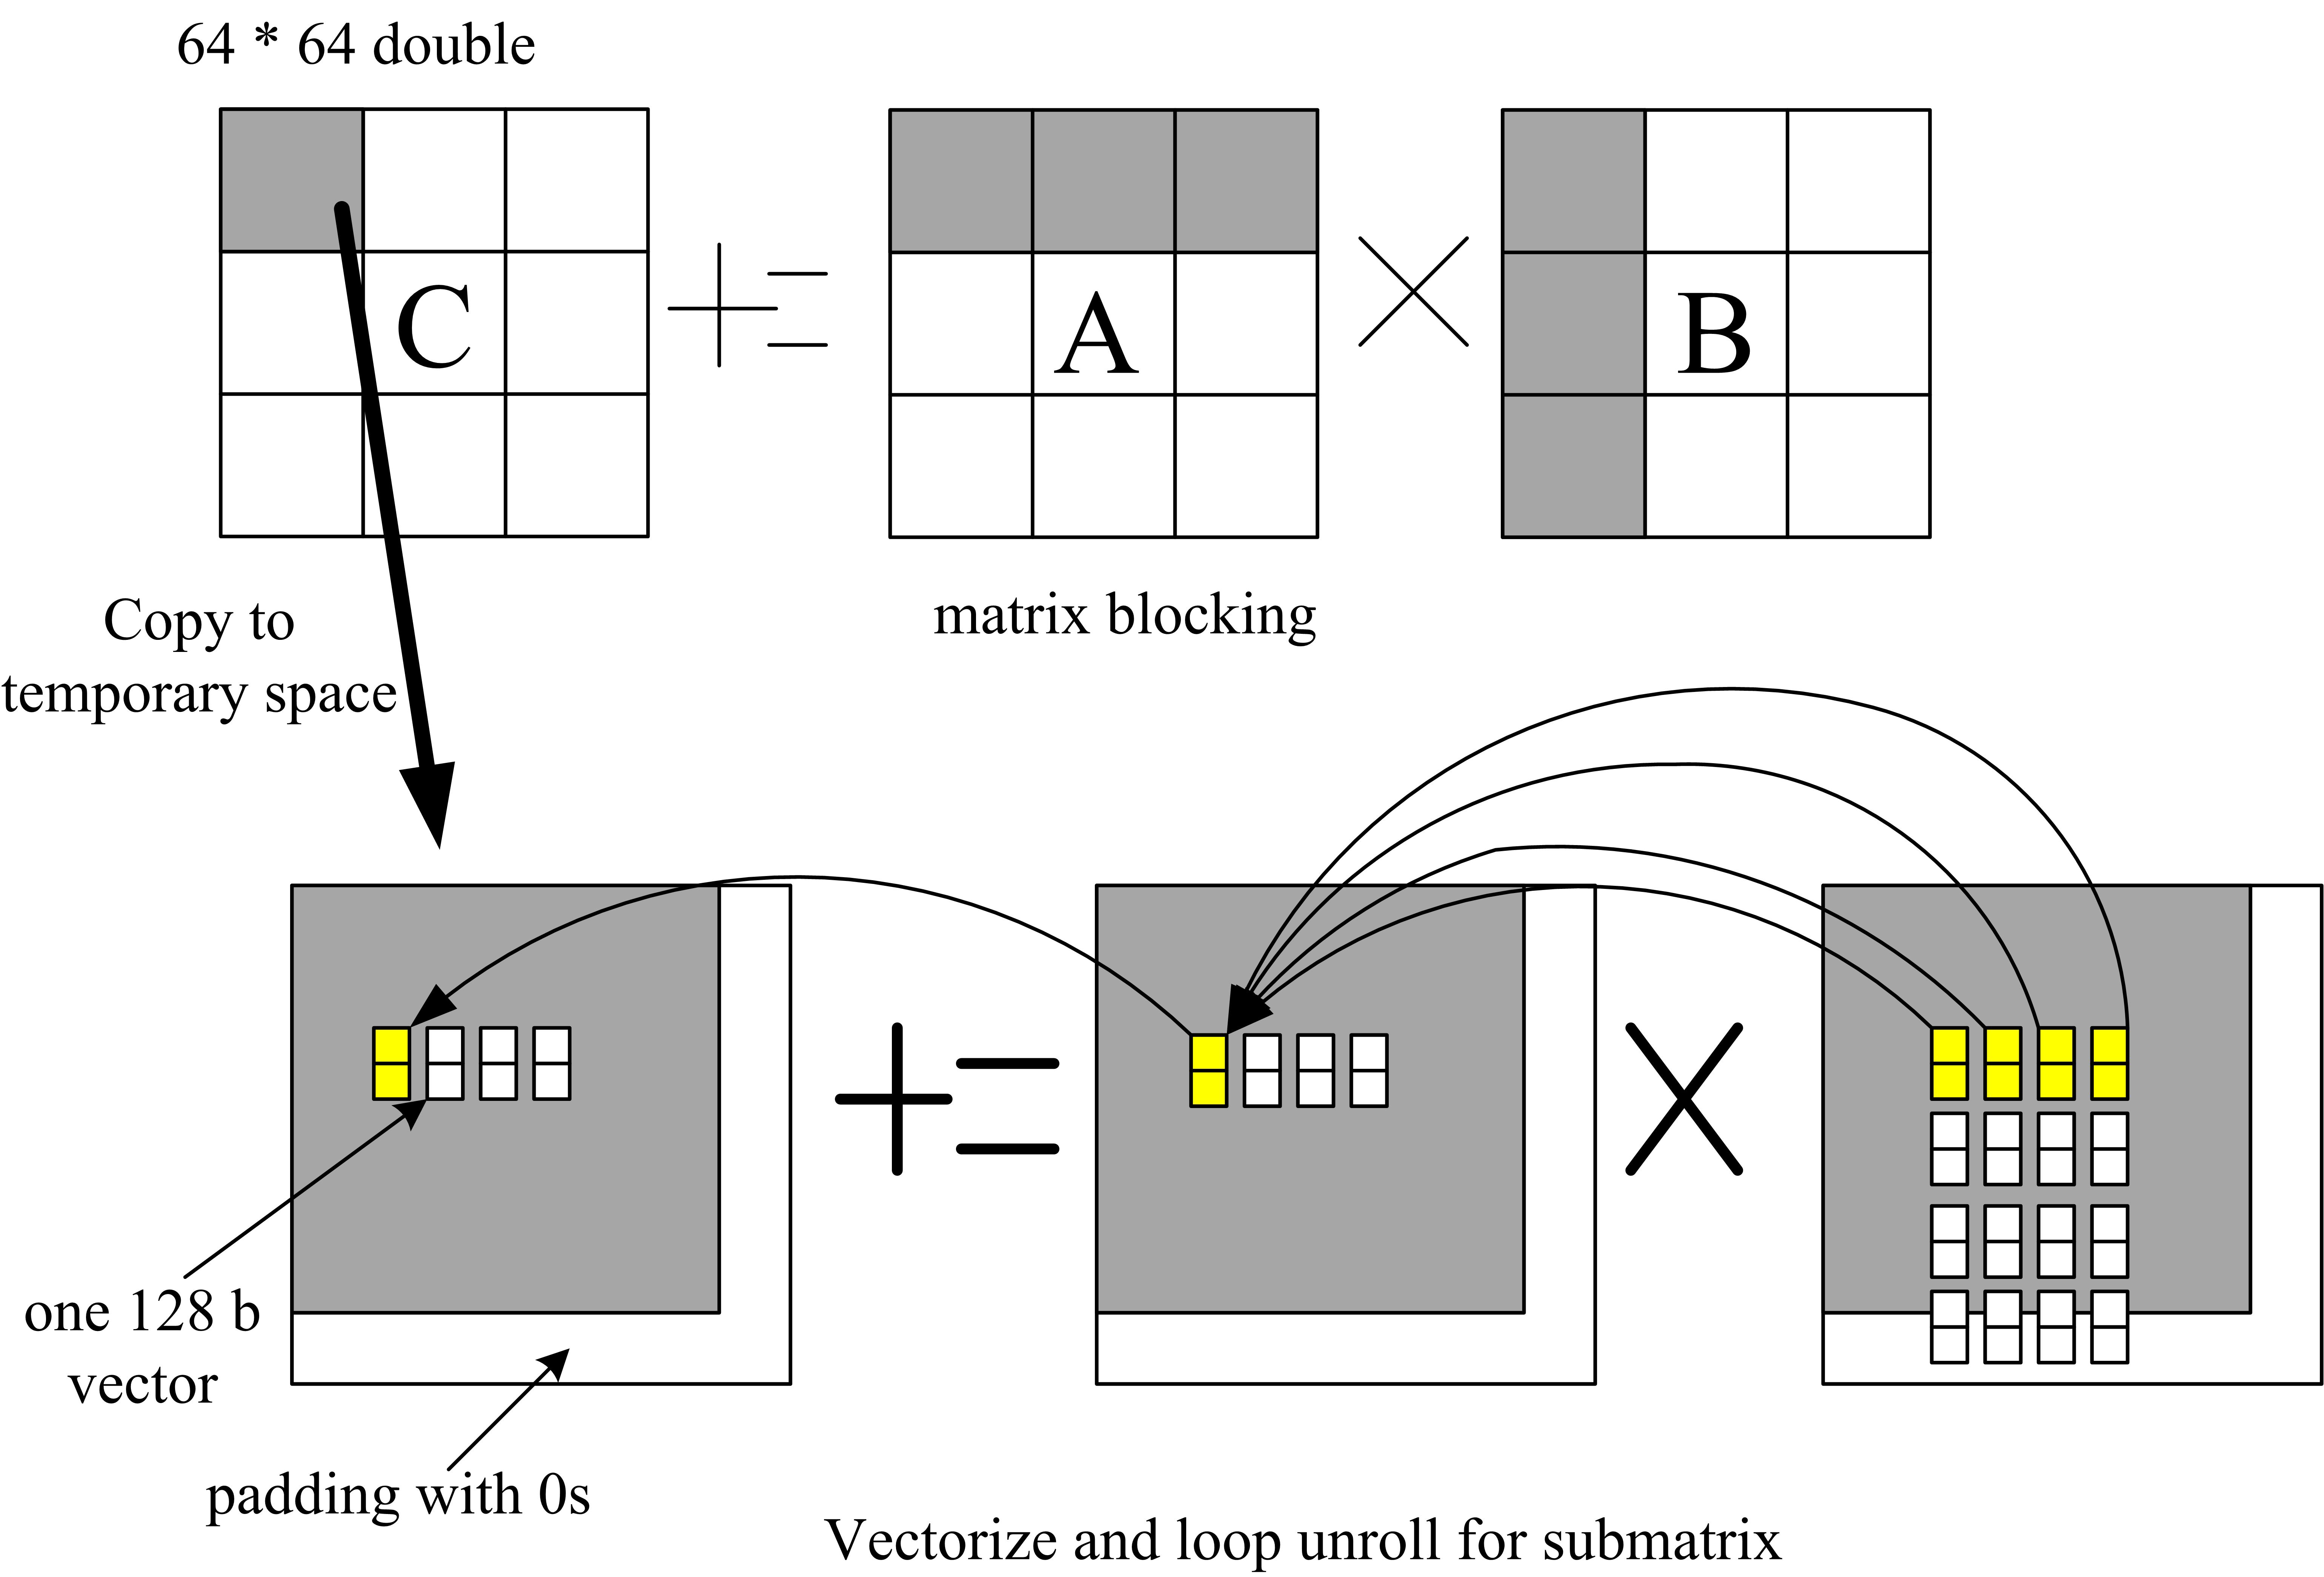 64 * 64 double
C
A
B
Copy to
temporary space
matrix blocking
one 128 b
vector
padding with 0s
Vectorize and loop unroll for submatrix